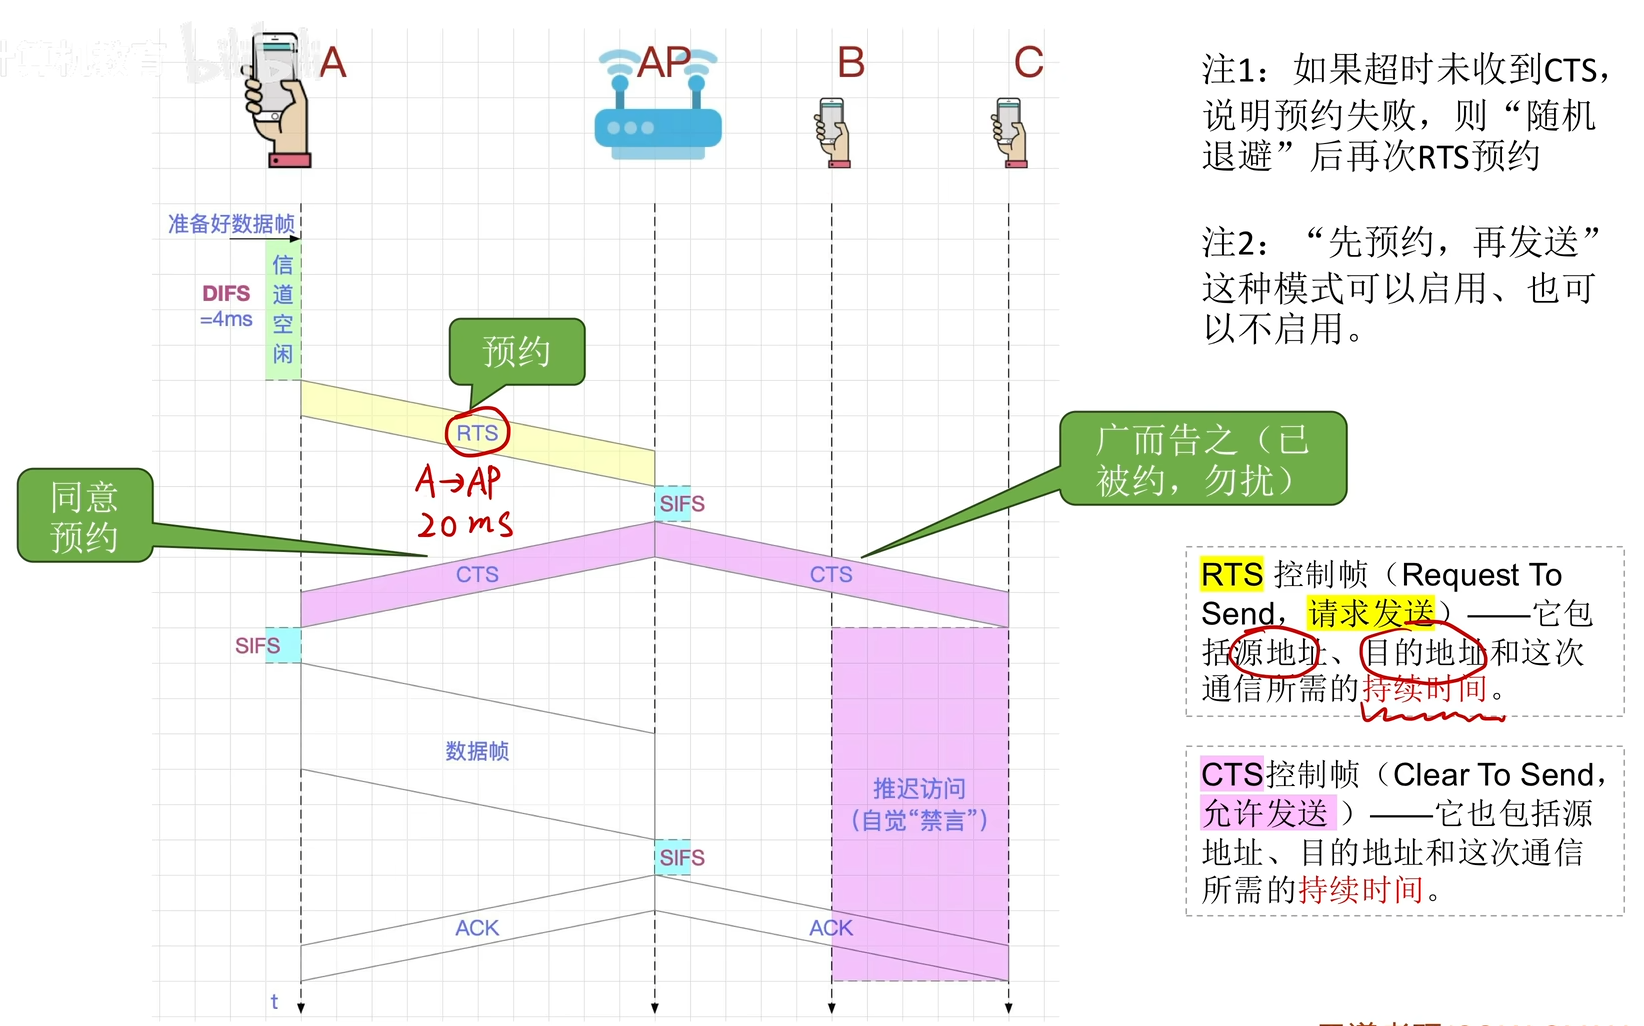 计算机教育 bilibili
A
AP
B
C
准备好数据帧
信道空闲
DIFS
=4ms
预约
RTS
A→AP
20ms
同意
预约
SIFS
CTS
CTS
广而告之（已
被约，勿扰）
SIFS
数据帧
推迟访问
（自觉“禁言”）
SIFS
ACK
ACK
t
注1：如果超时未收到CTS，
说明预约失败，则“随机
退避”后再次RTS预约
注2：“先预约，再发送”
这种模式可以启用、也可
以不启用。
RTS 控制帧（Request To
Send，请求发送）——它包
括源地址、目的地址和这次
通信所需的持续时间。
CTS控制帧（Clear To Send，
允许发送）——它也包括源
地址、目的地址和这次通信
所需的持续时间。